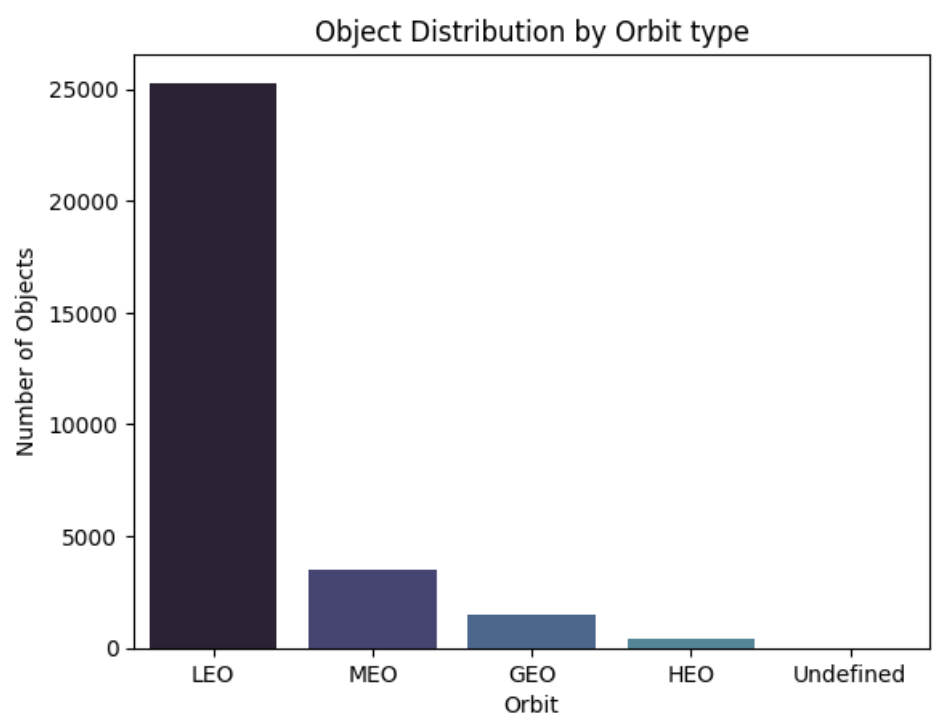 Object Distribution by Orbit type
Number of Objects
25000
20000
15000
10000
5000
0
LEO MEO GEO HEO Undefined
Orbit